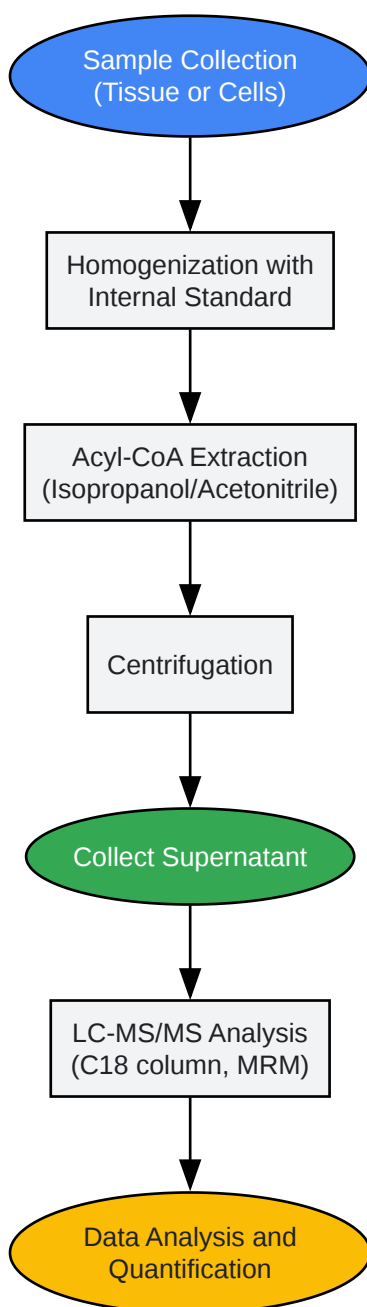 Sample Collection
(Tissue or Cells)
Homogenization with
Internal Standard
Acyl-CoA Extraction
(Isopropanol/Acetonitrile)
Centrifugation
Collect Supernatant
LC-MS/MS Analysis
(C18 column, MRM)
Data Analysis and
Quantification